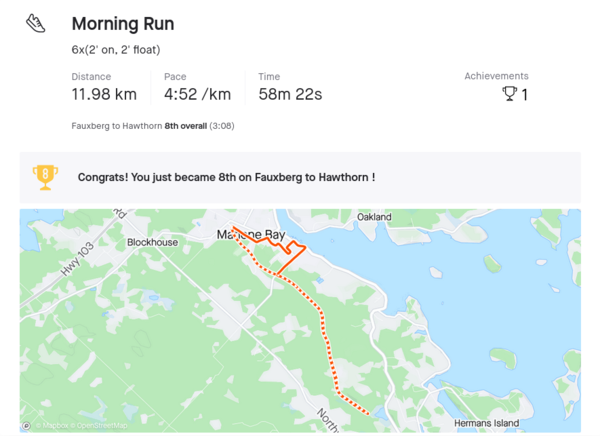 Morning Run
6x(2' on, 2' float)
Distance
Pace
Time
Achievements
11.98 km
4:52 /km
58m 22s
1
Fauxberg to Hawthorn 8th overall (3:08)
8
Congrats! You just became 8th on Fauxberg to Hawthorn !
Rd
Oakland
Hwy 103
Blockhouse
Bay
North
Hermans Island
© Mapbox © OpenStreetMap